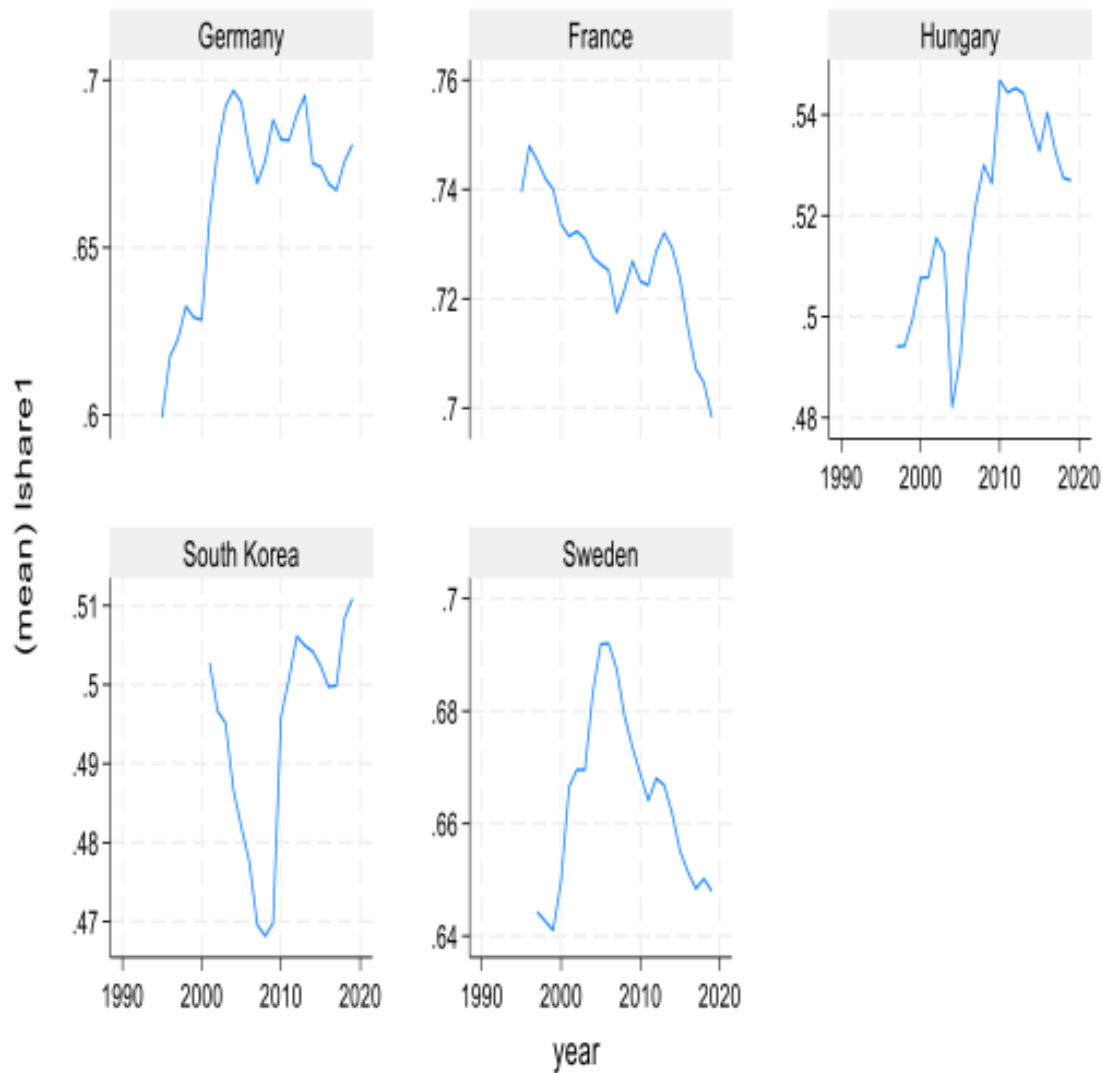 Germany
France
Hungary
.7
.65
.6
.76
.74
.72
.7
.54
.52
.5
.48
1990 2000 2010 2020
(mean) lshare1
South Korea
Sweden
.51
.5
.49
.48
.47
.7
.68
.66
.64
1990 2000 2010 2020
1990 2000 2010 2020
year